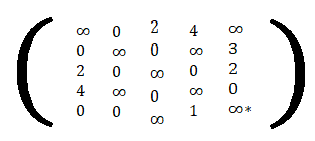 ∞ 0 2 4 ∞
0 ∞ 0 ∞ 3
2 0 ∞ 0 2
4 ∞ 0 ∞ 0
0 0 ∞ 1 ∞*